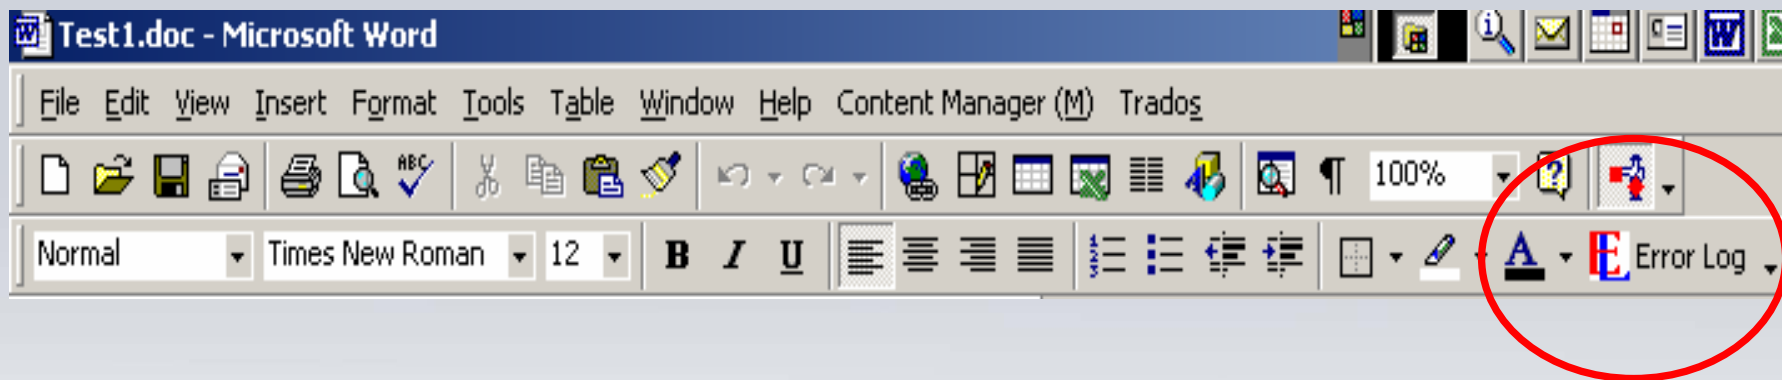 Test1.doc - Microsoft Word
File Edit View Insert Format Tools Table Window Help Content Manager (M) Trados
ABC 100%
Normal Times New Roman 12 B I U A EL Error Log